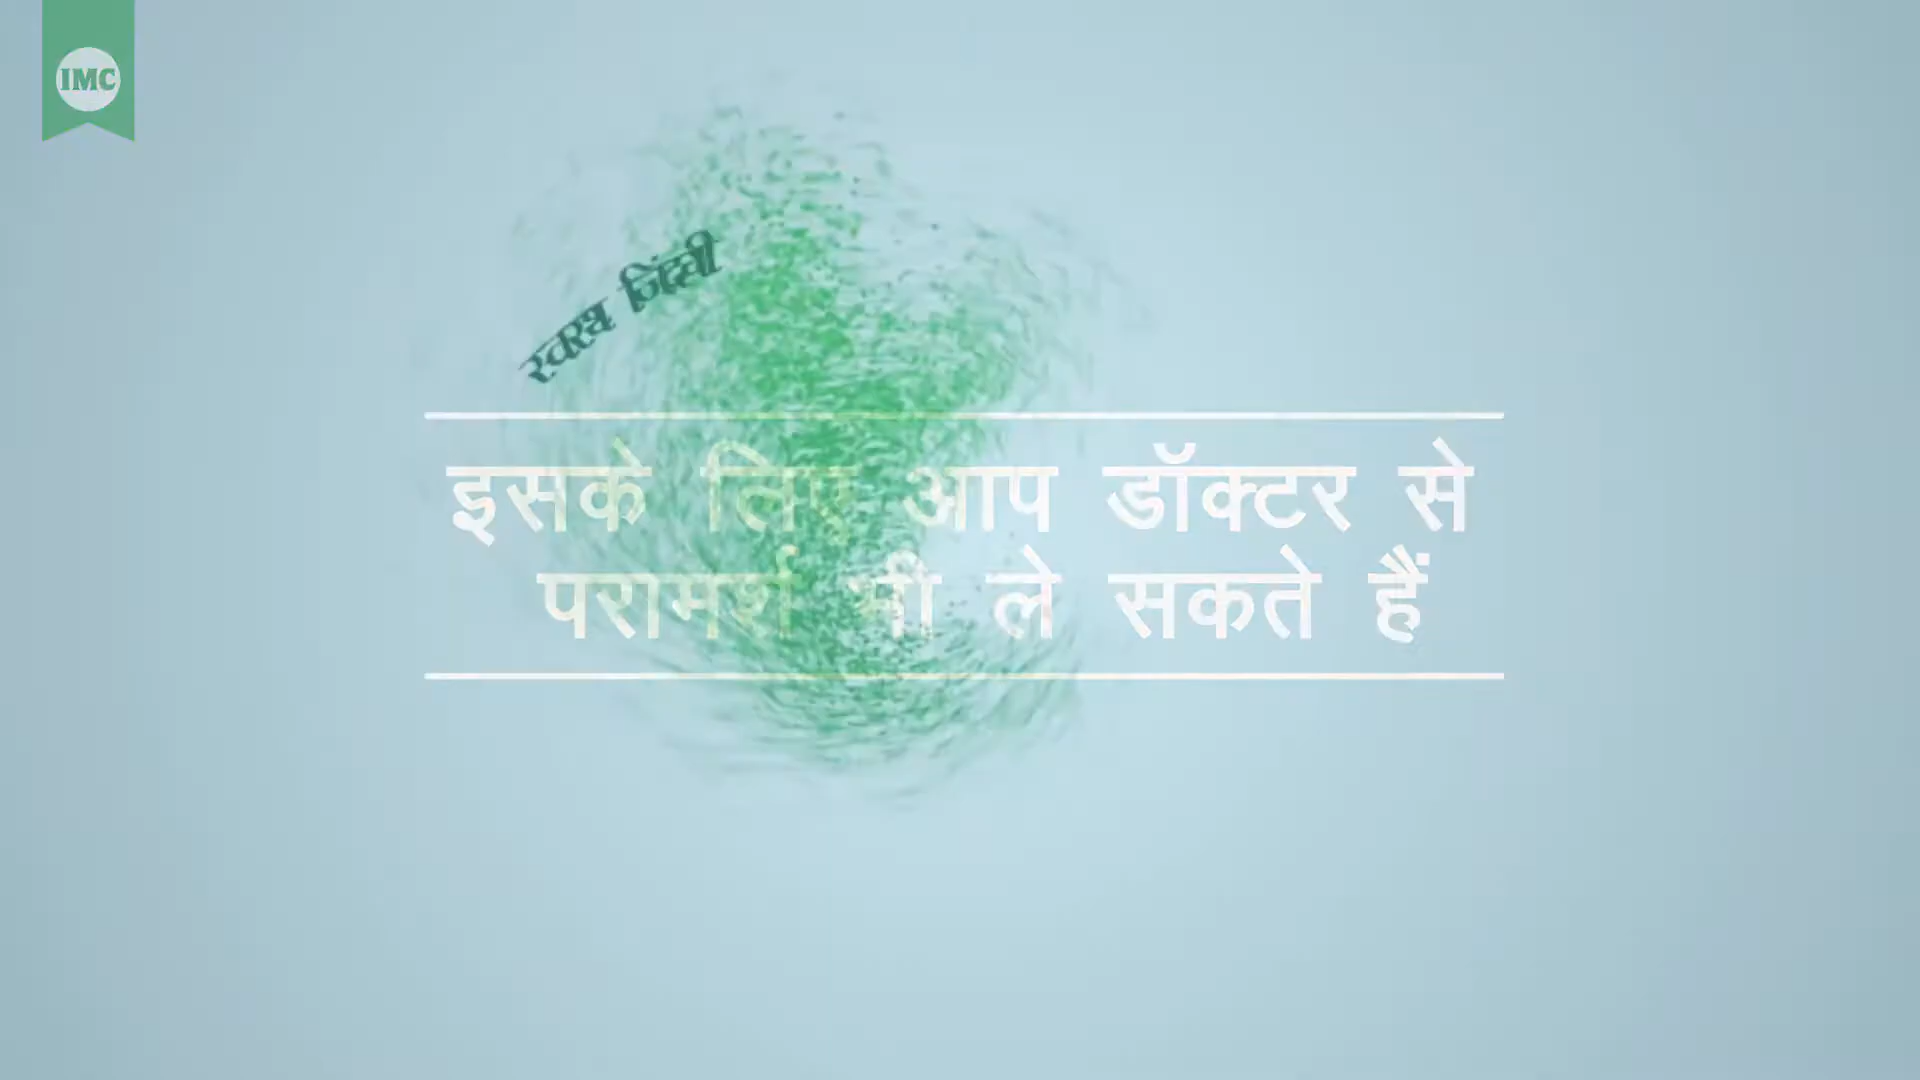 IMC
स्वस्थ ज़िंदगी
इसके लिए आप डॉक्टर से
परामर्श भी ले सकते हैं